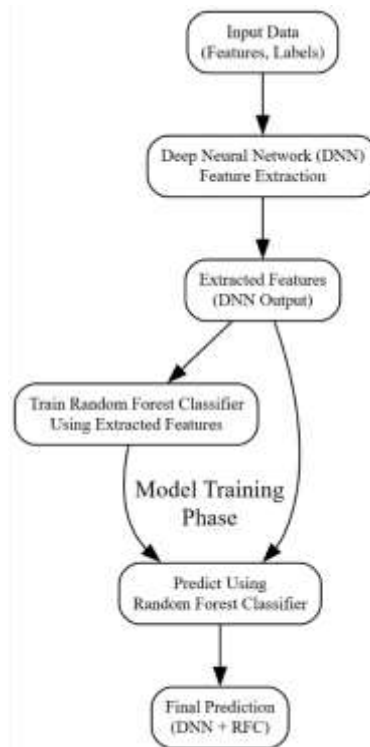 Input Data
(Features, Labels)
Deep Neural Network (DNN)
Feature Extraction
Extracted Features
(DNN Output)
Train Random Forest Classifier
Using Extracted Features
Model Training
Phase
Predict Using
Random Forest Classifier
Final Prediction
(DNN + RFC)